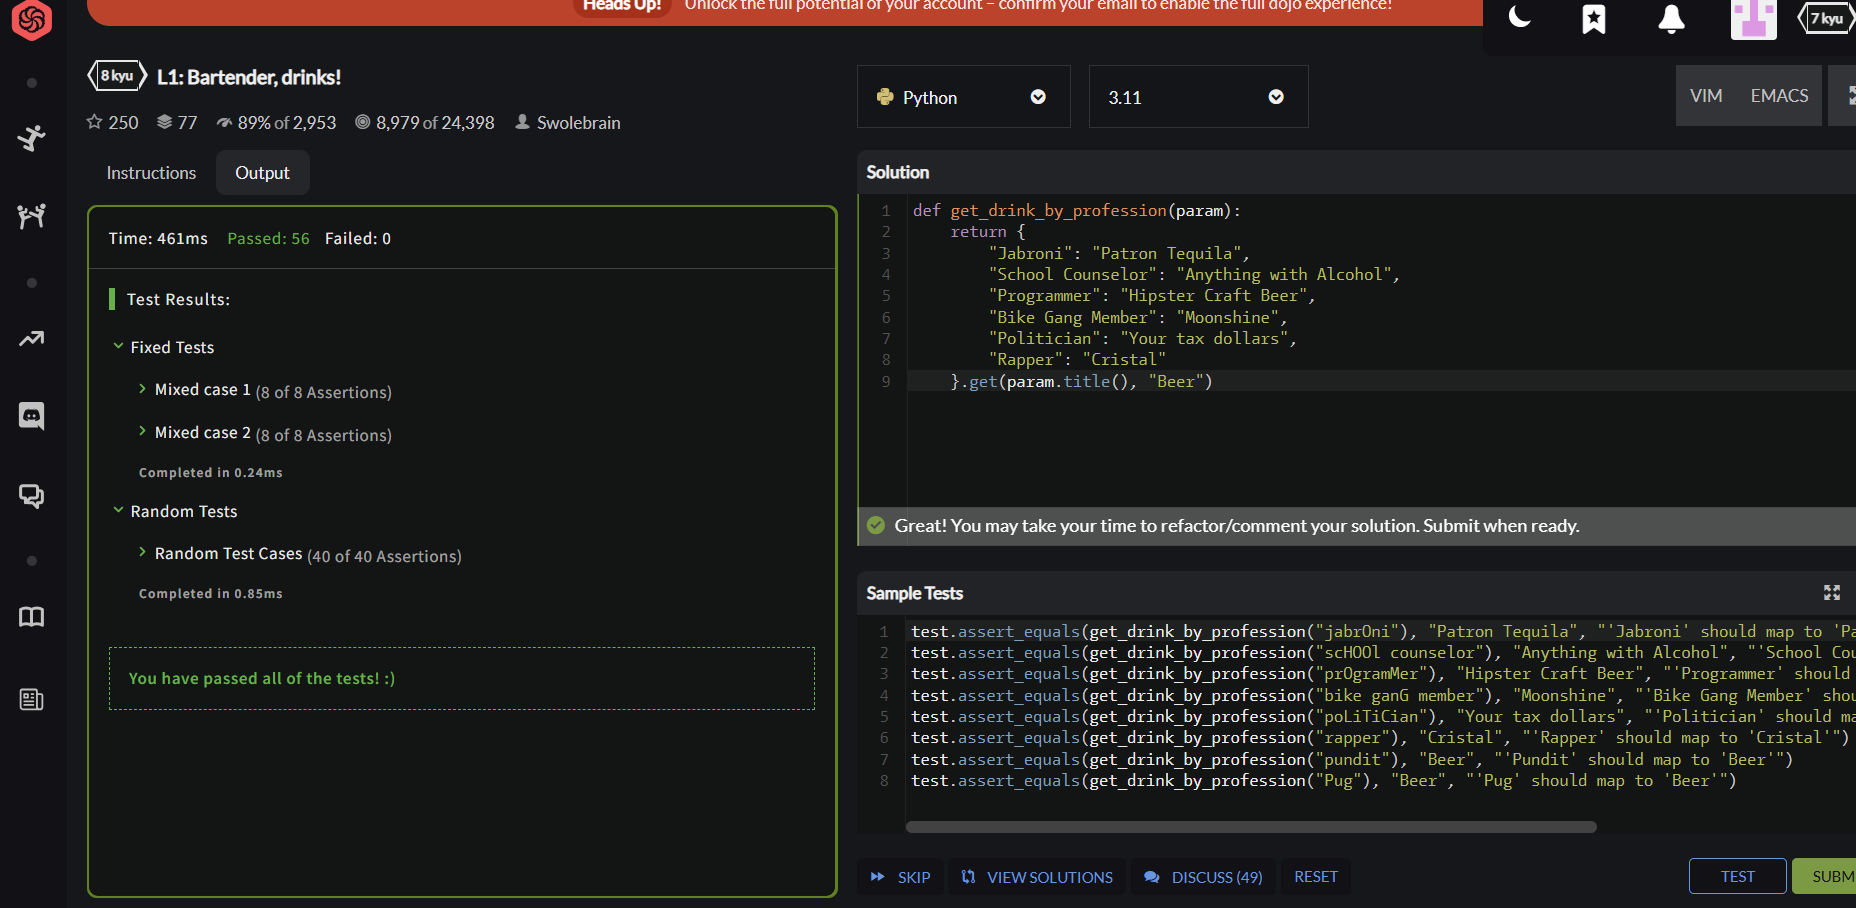 Heads Up! Unlock the full potential of your account – confirm your email to enable the full dojo experience!
7 kyu
8 kyu L1: Bartender, drinks!
250 77 89% of 2,953 8,979 of 24,398 Swolebrain
Instructions Output
Time: 461ms Passed: 56 Failed: 0
Test Results:
Fixed Tests
Mixed case 1 (8 of 8 Assertions)
Mixed case 2 (8 of 8 Assertions)
Completed in 0.24ms
Random Tests
Random Test Cases (40 of 40 Assertions)
Completed in 0.85ms
You have passed all of the tests! :)
Python 3.11 VIM EMACS
Solution
1 def get_drink_by_profession(param):
2 return {
3 "Jabroni": "Patron Tequila",
4 "School Counselor": "Anything with Alcohol",
5 "Programmer": "Hipster Craft Beer",
6 "Bike Gang Member": "Moonshine",
7 "Politician": "Your tax dollars",
8 "Rapper": "Cristal"
9 }.get(param.title(), "Beer")
Great! You may take your time to refactor/comment your solution. Submit when ready.
Sample Tests
1 test.assert_equals(get_drink_by_profession("jabrOni"), "Patron Tequila", "'Jabroni' should map to 'Pa
2 test.assert_equals(get_drink_by_profession("scHOOl counselor"), "Anything with Alcohol", "'School Cou
3 test.assert_equals(get_drink_by_profession("prOgramMer"), "Hipster Craft Beer", "'Programmer' should
4 test.assert_equals(get_drink_by_profession("bike ganG member"), "Moonshine", "'Bike Gang Member' shou
5 test.assert_equals(get_drink_by_profession("poLiTiCian"), "Your tax dollars", "'Politician' should ma
6 test.assert_equals(get_drink_by_profession("rapper"), "Cristal", "'Rapper' should map to 'Cristal'")
7 test.assert_equals(get_drink_by_profession("pundit"), "Beer", "'Pundit' should map to 'Beer'")
8 test.assert_equals(get_drink_by_profession("Pug"), "Beer", "'Pug' should map to 'Beer'")
SKIP VIEW SOLUTIONS DISCUSS (49) RESET TEST SUBM